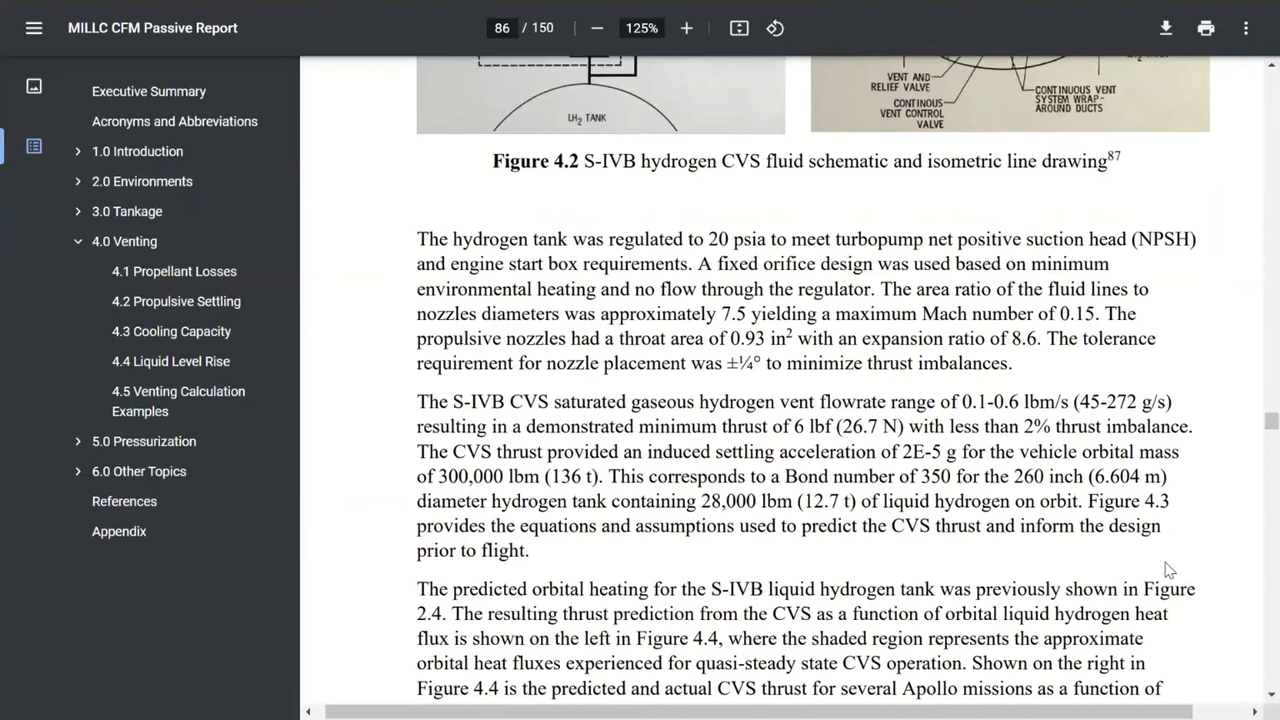 MILLC CFM Passive Report
86 / 150
125%
Executive Summary
Acronyms and Abbreviations
1.0 Introduction
2.0 Environments
3.0 Tankage
4.0 Venting
4.1 Propellant Losses
4.2 Propulsive Settling
4.3 Cooling Capacity
4.4 Liquid Level Rise
4.5 Venting Calculation
Examples
5.0 Pressurization
6.0 Other Topics
References
Appendix
LH2 TANK
VENT AND
RELIEF VALVE
CONTINUOUS
VENT CONTROL
VALVE
CONTINUOUS VENT
SYSTEM WRAP-
AROUND DUCTS
Figure 4.2 S-IVB hydrogen CVS fluid schematic and isometric line drawing87
The hydrogen tank was regulated to 20 psia to meet turbopump net positive suction head (NPSH)
and engine start box requirements. A fixed orifice design was used based on minimum
environmental heating and no flow through the regulator. The area ratio of the fluid lines to
nozzles diameters was approximately 7.5 yielding a maximum Mach number of 0.15. The
propulsive nozzles had a throat area of 0.93 in2 with an expansion ratio of 8.6. The tolerance
requirement for nozzle placement was ±¼° to minimize thrust imbalances.
The S-IVB CVS saturated gaseous hydrogen vent flowrate range of 0.1-0.6 lbm/s (45-272 g/s)
resulting in a demonstrated minimum thrust of 6 lbf (26.7 N) with less than 2% thrust imbalance.
The CVS thrust provided an induced settling acceleration of 2E-5 g for the vehicle orbital mass
of 300,000 lbm (136 t). This corresponds to a Bond number of 350 for the 260 inch (6.604 m)
diameter hydrogen tank containing 28,000 lbm (12.7 t) of liquid hydrogen on orbit. Figure 4.3
provides the equations and assumptions used to predict the CVS thrust and inform the design
prior to flight.
The predicted orbital heating for the S-IVB liquid hydrogen tank was previously shown in Figure
2.4. The resulting thrust prediction from the CVS as a function of orbital liquid hydrogen heat
flux is shown on the left in Figure 4.4, where the shaded region represents the approximate
orbital heat fluxes experienced for quasi-steady state CVS operation. Shown on the right in
Figure 4.4 is the predicted and actual CVS thrust for several Apollo missions as a function of